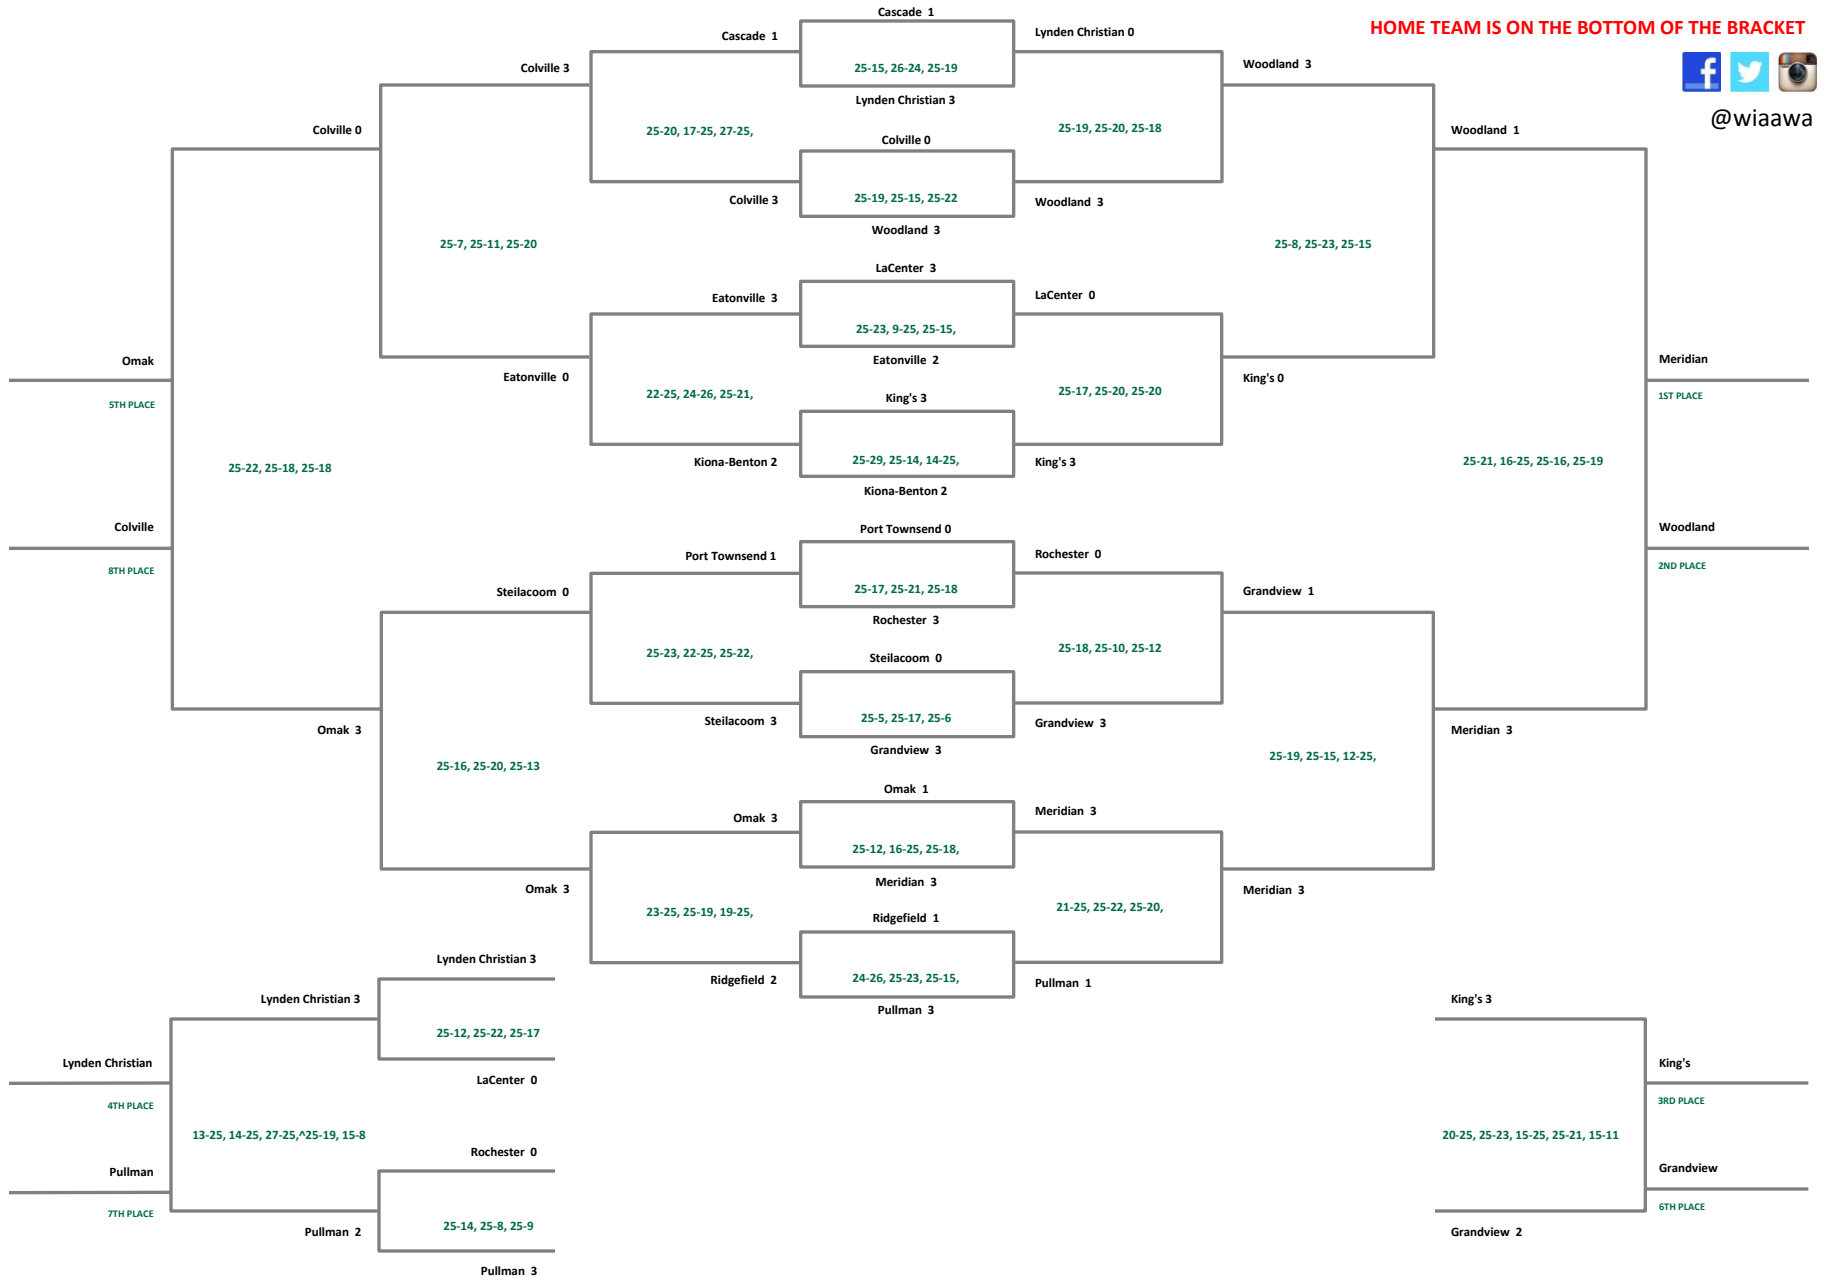 Cascade  1
HOME TEAM IS ON THE BOTTOM OF THE BRACKET
Cascade  1
Lynden Christian 0
Colville 3
25-15, 26-24, 25-19
Woodland  3
Lynden Christian 3
@wiaawa
Colville 0
25-20, 17-25, 27-25,
25-19, 25-20, 25-18
Woodland  1
Colville 0
Colville 3
25-19, 25-15, 25-22
Woodland  3
Woodland  3
25-7, 25-11, 25-20
25-8, 25-23, 25-15
LaCenter  3
Eatonville  3
LaCenter  0
25-23, 9-25, 25-15,
Omak
Eatonville  2
Meridian
Eatonville  0
King's 0
5TH PLACE
22-25, 24-26, 25-21,
King's 3
25-17, 25-20, 25-20
1ST PLACE
25-22, 25-18, 25-18
Kiona-Benton 2
25-29, 25-14, 14-25,
King's 3
25-21, 16-25, 25-16, 25-19
Kiona-Benton 2
Colville
Port Townsend 0
Woodland
Port Townsend 1
Rochester  0
8TH PLACE
2ND PLACE
Steilacoom  0
25-17, 25-21, 25-18
Grandview  1
Rochester  3
25-23, 22-25, 25-22,
Steilacoom  0
25-18, 25-10, 25-12
Steilacoom  3
25-5, 25-17, 25-6
Grandview  3
Omak  3
Grandview  3
Meridian  3
25-16, 25-20, 25-13
25-19, 25-15, 12-25,
Omak  1
Omak  3
Meridian  3
25-12, 16-25, 25-18,
Omak  3
Meridian  3
Meridian  3
23-25, 25-19, 19-25,
Ridgefield  1
21-25, 25-22, 25-20,
Lynden Christian 3
Ridgefield  2
24-26, 25-23, 25-15,
Pullman  1
Lynden Christian 3
Pullman  3
King's 3
25-12, 25-22, 25-17
Lynden Christian
King's
LaCenter  0
4TH PLACE
3RD PLACE
13-25, 14-25, 27-25,^25-19, 15-8
20-25, 25-23, 15-25, 25-21, 15-11
Rochester  0
Pullman
Grandview
7TH PLACE
6TH PLACE
Pullman  2
25-14, 25-8, 25-9
Grandview  2
Pullman  3